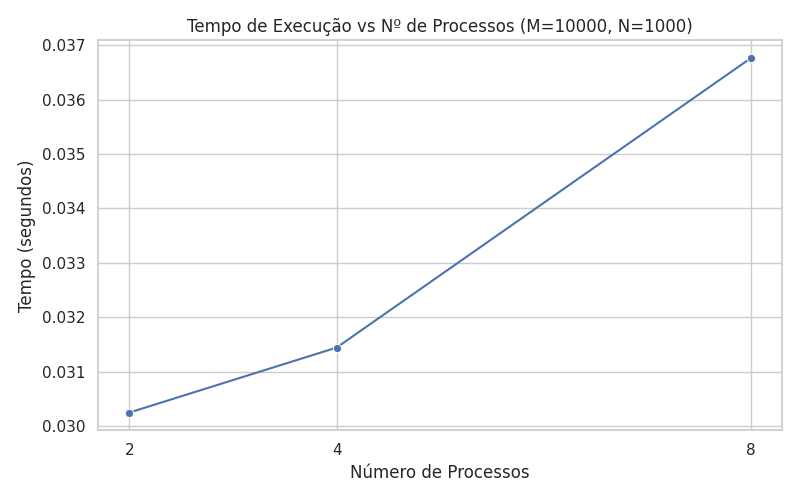 Tempo de Execução vs Nº de Processos (M=10000, N=1000)
0.037
0.036
0.035
0.034
0.033
0.032
0.031
0.030
Tempo (segundos)
2 4 8
Número de Processos